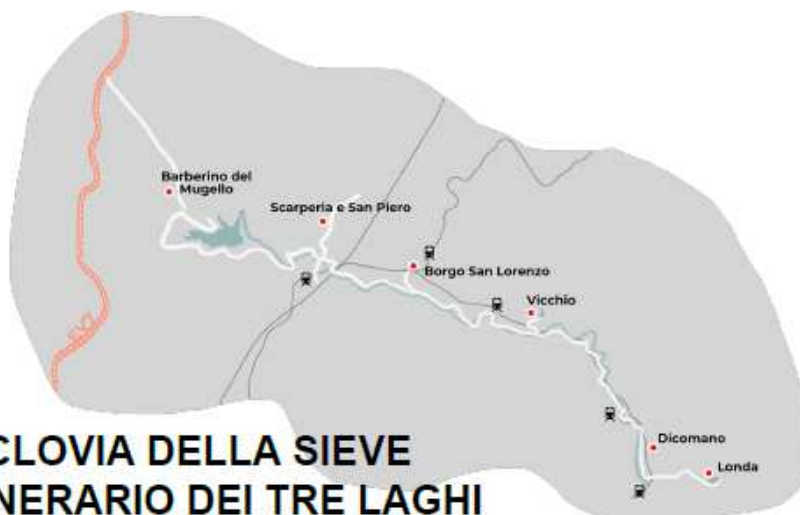 Barberino del
Mugello
Scarperia e San Piero
Borgo San Lorenzo
Vicchio
Dicomano
Londa
CLOVIA DELLA SIEVE
NERARIO DEI TRE LAGHI